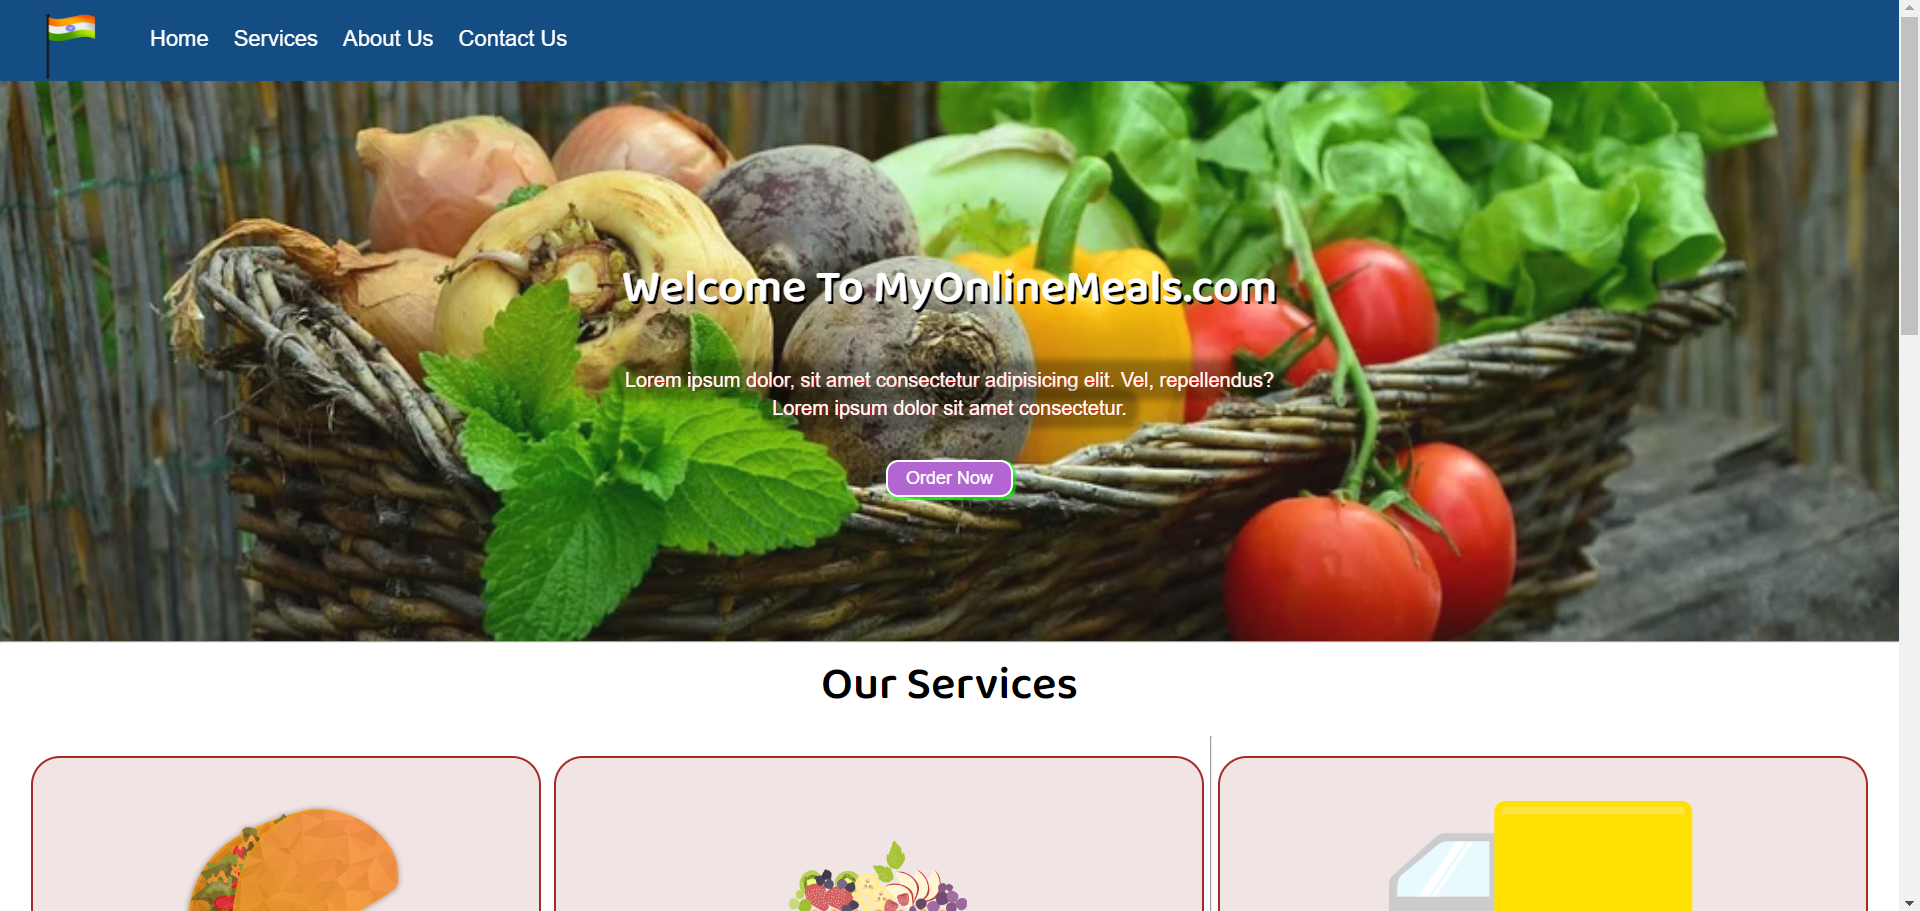 Home Services About Us Contact Us
Welcome To MyOnlineMeals.com
Lorem ipsum dolor, sit amet consectetur adipisicing elit. Vel, repellendus?
Lorem ipsum dolor sit amet consectetur.
Order Now
Our Services